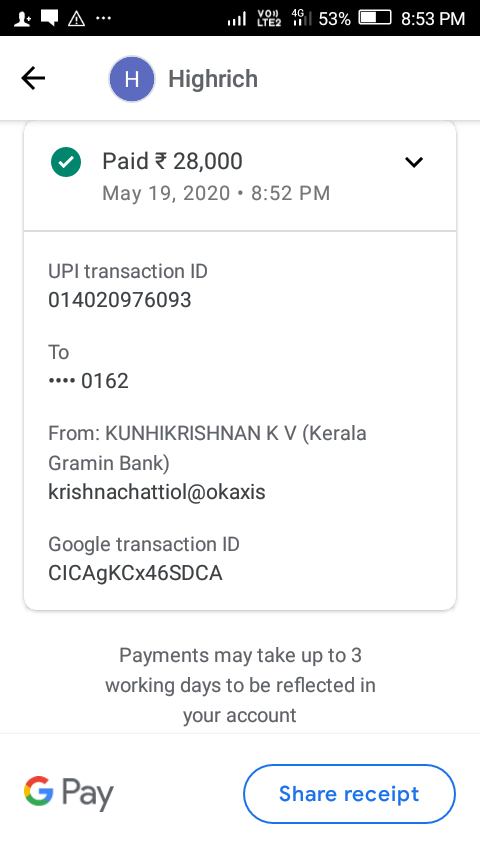 VO))
LTE2
4G
53%
8:53 PM
H
Highrich
Paid ₹ 28,000
May 19, 2020 • 8:52 PM
UPI transaction ID
014020976093
To
•••• 0162
From: KUNHIKRISHNAN K V (Kerala
Gramin Bank)
krishnachattiol@okaxis
Google transaction ID
CICAgKCx46SDCA
Payments may take up to 3
working days to be reflected in
your account
G Pay
Share receipt